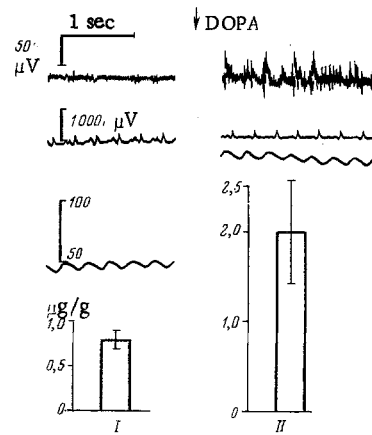 1 sec
↓ DOPA
50
μV
1000, μV
100
50
μg/g
1,0
0,5
0
I
2,5
2,0
1,0
0
II